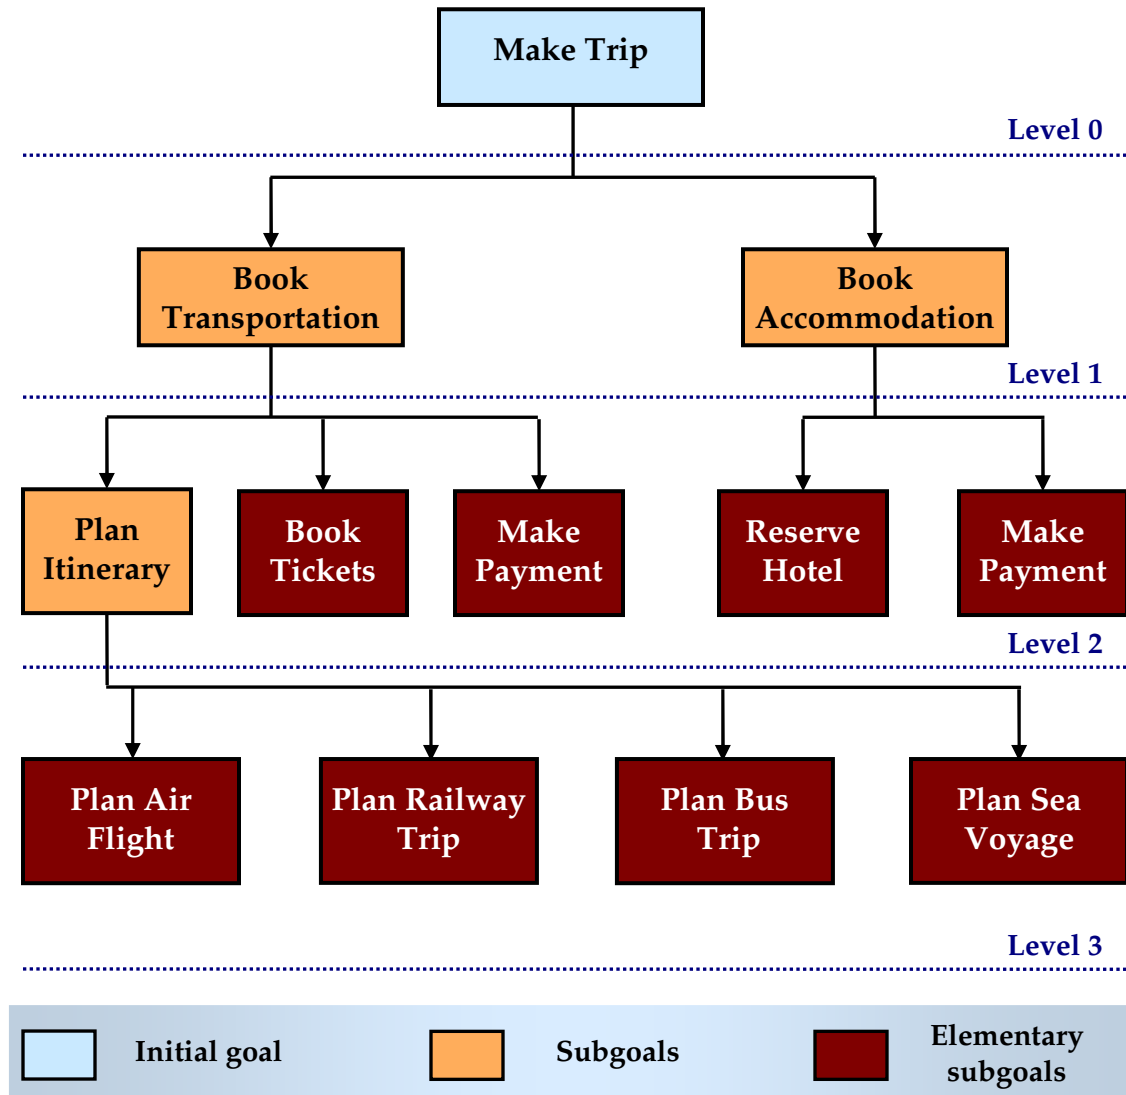 Make Trip
Level 0
Book
Transportation
Book
Accommodation
Level 1
Plan
Itinerary
Book
Tickets
Make
Payment
Reserve
Hotel
Make
Payment
Level 2
Plan Air
Flight
Plan Railway
Trip
Plan Bus
Trip
Plan Sea
Voyage
Level 3
Initial goal
Subgoals
Elementary
subgoals